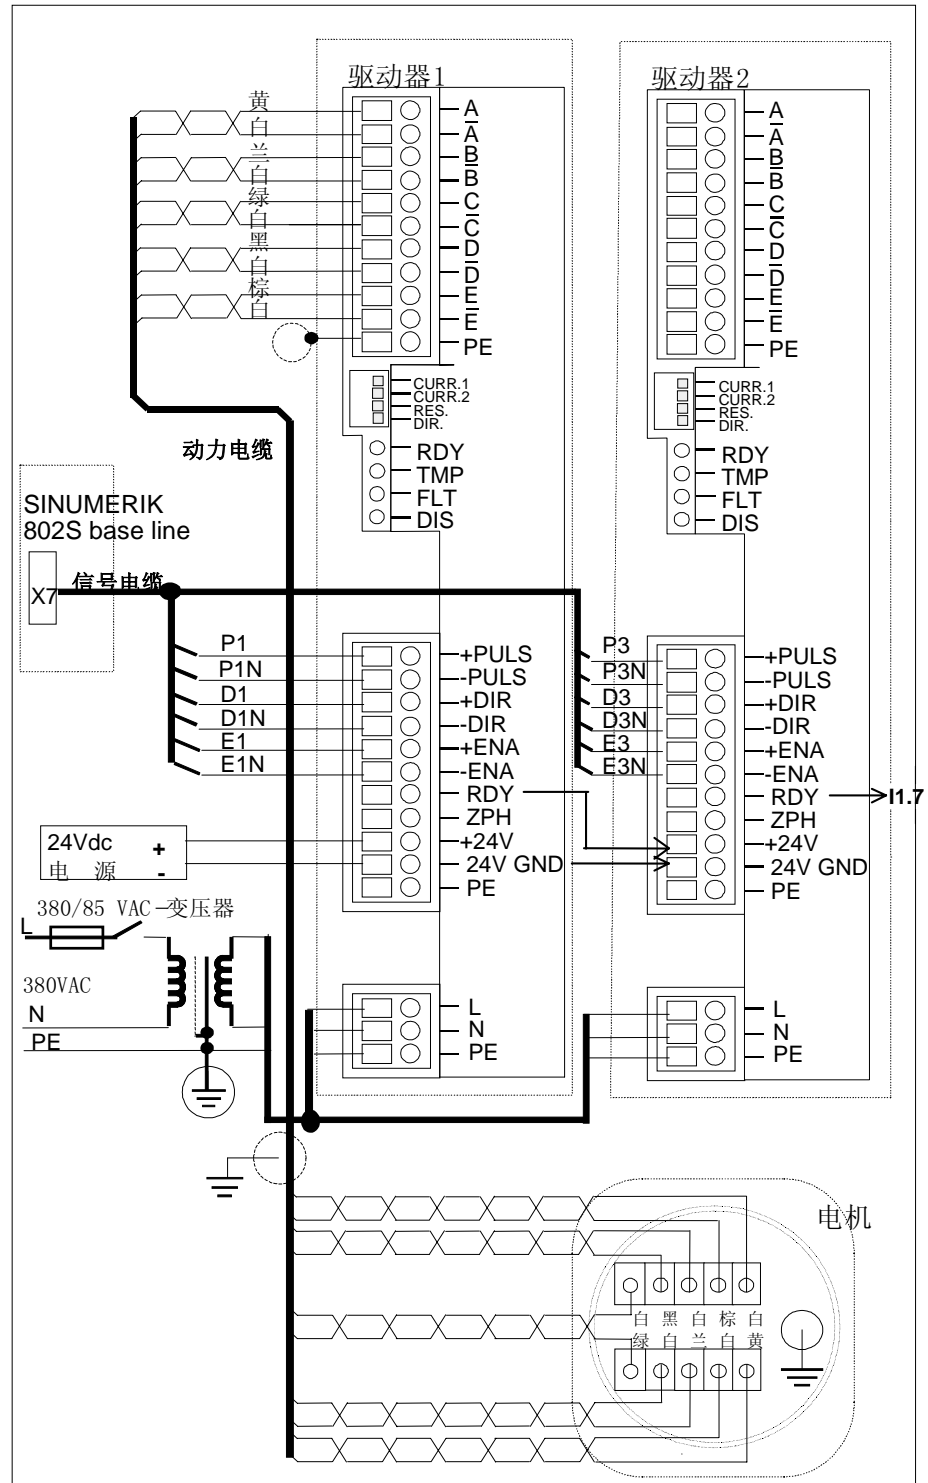 驱动器1
黄
白
兰
白
绿
白
黑
白
棕
白
A
A̅
B
B̅
C
C̅
D
D̅
E
E̅
PE
CURR.1
CURR.2
RES.
DIR.
RDY
TMP
FLT
DIS
驱动器2
A
A̅
B
B̅
C
C̅
D
D̅
E
E̅
PE
CURR.1
CURR.2
RES.
DIR.
RDY
TMP
FLT
DIS
动力电缆
SINUMERIK
802S base line
X7
信号电缆
P1
P1N
D1
D1N
E1
E1N
+PULS
-PULS
+DIR
-DIR
+ENA
-ENA
RDY
ZPH
+24V
24V GND
PE
P3
P3N
D3
D3N
E3
E3N
+PULS
-PULS
+DIR
-DIR
+ENA
-ENA
RDY
I1.7
ZPH
+24V
24V GND
PE
24Vdc +
电 源 -
380/85 VAC-变压器
L
380VAC
N
PE
L
N
PE
L
N
PE
电机
白 黑 白 棕 白
绿 白 兰 白 黄